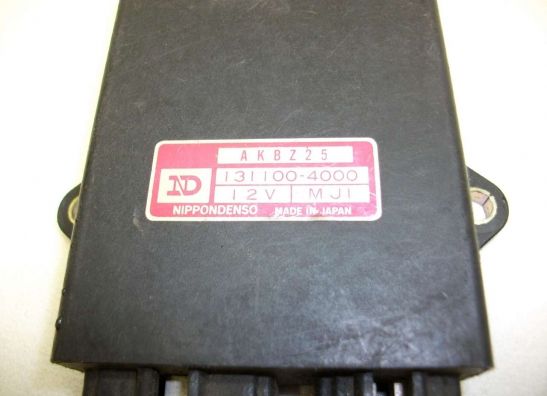 AKBZ25
ND 131100-4000
12V MJ1
NIPPONDENSO MADE IN JAPAN